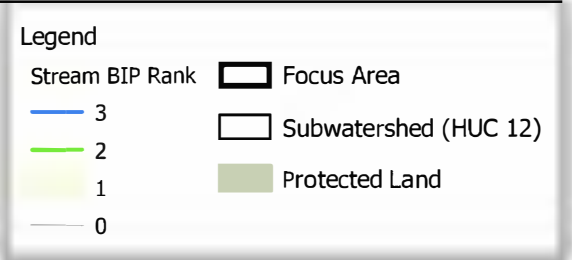 Legend
Stream BIP Rank
3
2
1
0
Focus Area
Subwatershed (HUC 12)
Protected Land